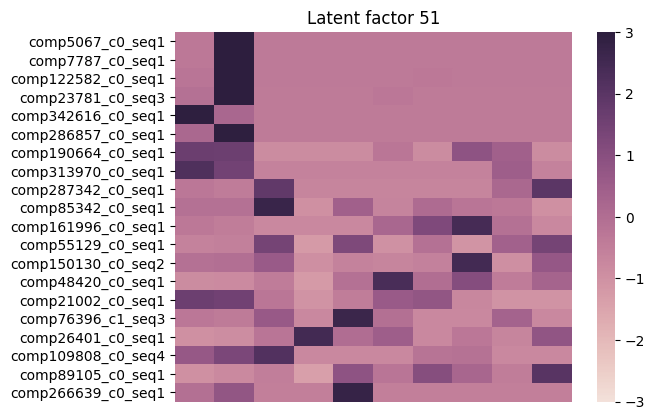 Latent factor 51
comp5067_c0_seq1
comp7787_c0_seq1
comp122582_c0_seq1
comp23781_c0_seq3
comp342616_c0_seq1
comp286857_c0_seq1
comp190664_c0_seq1
comp313970_c0_seq1
comp287342_c0_seq1
comp85342_c0_seq1
comp161996_c0_seq1
comp55129_c0_seq1
comp150130_c0_seq2
comp48420_c0_seq1
comp21002_c0_seq1
comp76396_c1_seq3
comp26401_c0_seq1
comp109808_c0_seq4
comp89105_c0_seq1
comp266639_c0_seq1
3
2
1
0
−1
−2
−3